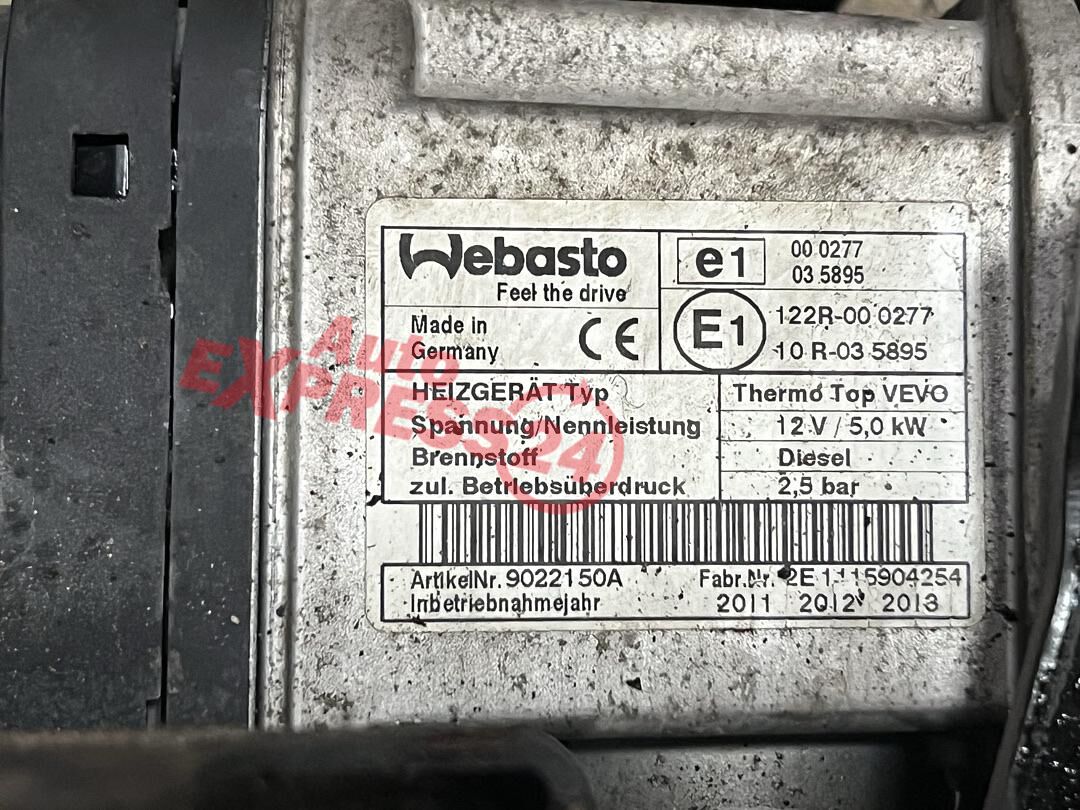 Webasto
Feel the drive
e1
00 0277
03 5895
Made in
Germany
CE
E1
122R-00 0277
10 R-03 5895
HEIZGERÄT Typ
Thermo Top VEVO
Spannung/Nennleistung
12 V / 5,0 kW
Brennstoff
Diesel
zul. Betriebsüberdruck
2,5 bar
ArtikelNr. 9022150A
Fabr.Nr. 2E1115904254
Inbetriebnahmejahr
2011 2012 2013
Auto
EXPRESS24